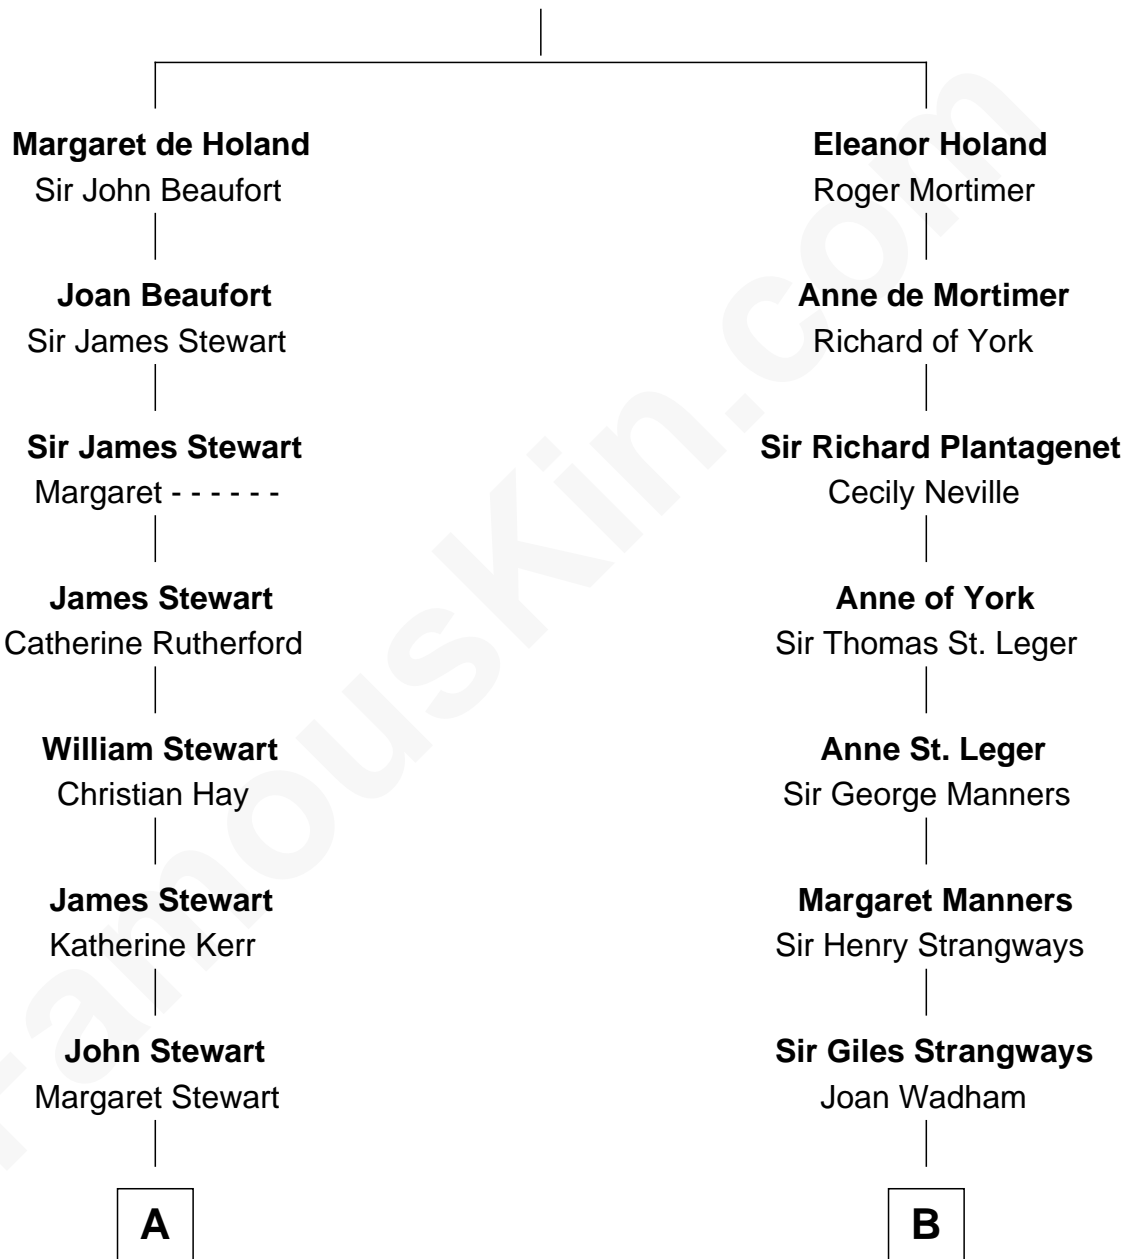 Margaret de Holand
Sir John Beaufort
Eleanor Holand
Roger Mortimer
Joan Beaufort
Sir James Stewart
Anne de Mortimer
Richard of York
Sir James Stewart
Margaret - - - - - -
Sir Richard Plantagenet
Cecily Neville
James Stewart
Catherine Rutherford
Anne of York
Sir Thomas St. Leger
William Stewart
Christian Hay
Anne St. Leger
Sir George Manners
James Stewart
Katherine Kerr
Margaret Manners
Sir Henry Strangways
John Stewart
Margaret Stewart
Sir Giles Strangways
Joan Wadham
A
B
FamousKin.com